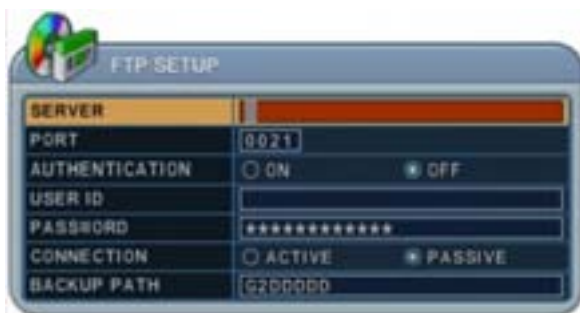 FTP SETUP
SERVER
PORT 0021
AUTHENTICATION ON OFF
USER ID
PASSWORD ************
CONNECTION ACTIVE PASSIVE
BACKUP PATH G2DDDDD